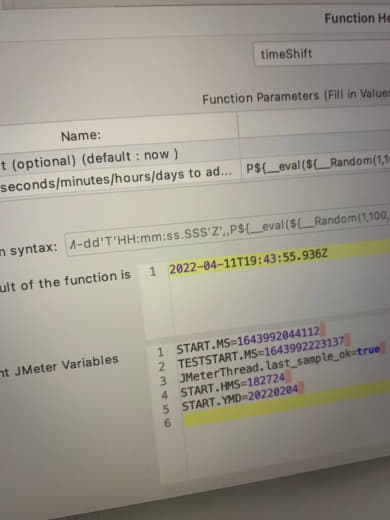 Function He
timeShift
Function Parameters (Fill in Values
Name:
t (optional) (default : now )
seconds/minutes/hours/days to ad... P${__eval(${__Random(1,1
n syntax: -dd'T'HH:mm:ss.SSS'Z',,P${__eval(${__Random(1,100,
ult of the function is 1 2022-04-11T19:43:55.936Z
nt JMeter Variables
1 START.MS=1643992044112
2 TESTSTART.MS=1643992223137
3 JMeterThread.last_sample_ok=true
4 START.HMS=182724
5 START.YMD=20220204
6